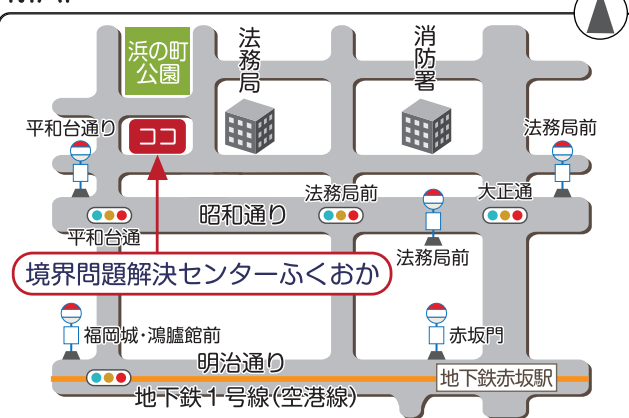 浜の町
公園
法務局
消防署
平和台通り
ココ
法務局前
法務局前
大正通
昭和通り
平和台通
法務局前
境界問題解決センターふくおか
福岡城・鴻臚館前
赤坂門
明治通り
地下鉄赤坂駅
地下鉄1号線(空港線)